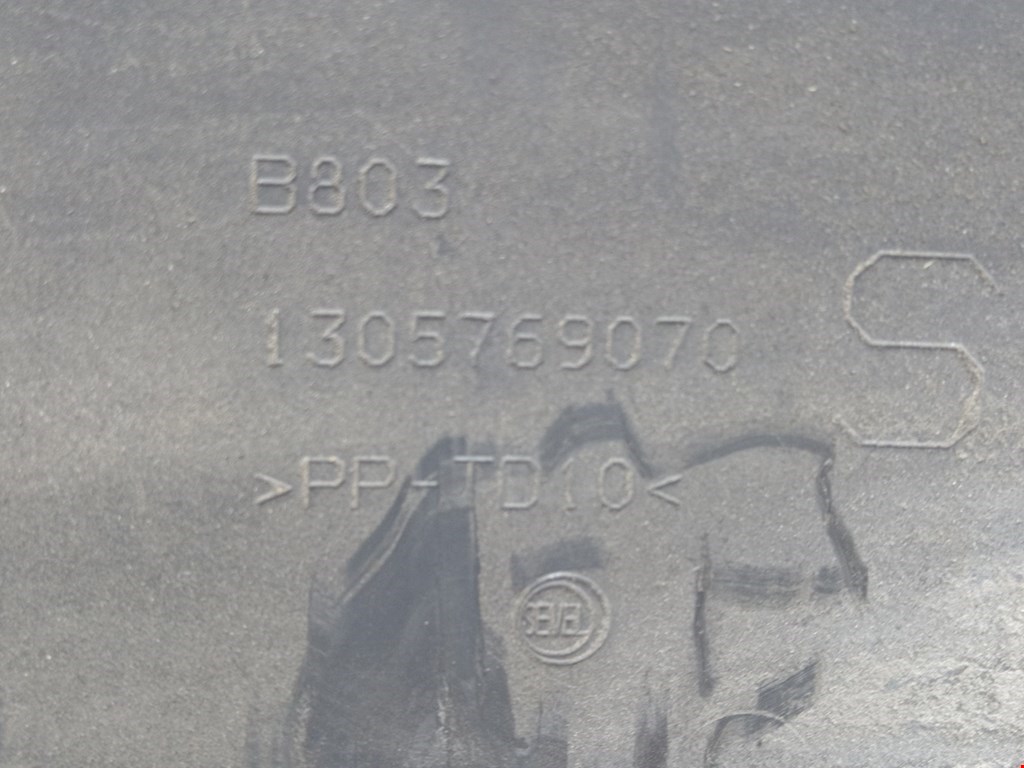 B803
1305769070
S
>PP-TD10<
SEVEL